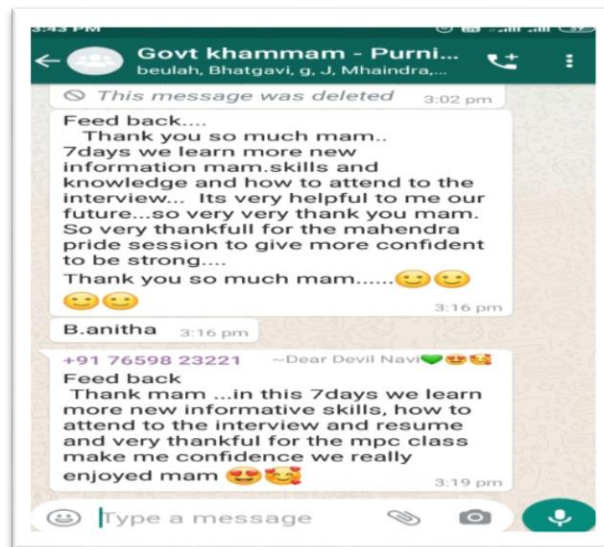 3:43 PM
Govt khammam - Purni...
beulah, Bhatgavi, g, J, Mhaindra,...
This message was deleted 3:02 pm
Feed back....
Thank you so much mam..
7days we learn more new
information mam.skills and
knowledge and how to attend to the
interview... Its very helpful to me our
future...so very very thank you mam.
So very thankfull for the mahendra
pride session to give more confident
to be strong....
Thank you so much mam......🙂🙂
🙂🙂
3:16 pm
B.anitha 3:16 pm
+91 76598 23221 ~Dear Devil Navi💚😍🥰
Feed back
Thank mam ...in this 7days we learn
more new informative skills, how to
attend to the interview and resume
and very thankful for the mpc class
make me confidence we really
enjoyed mam 😍🥰
3:19 pm
Type a message